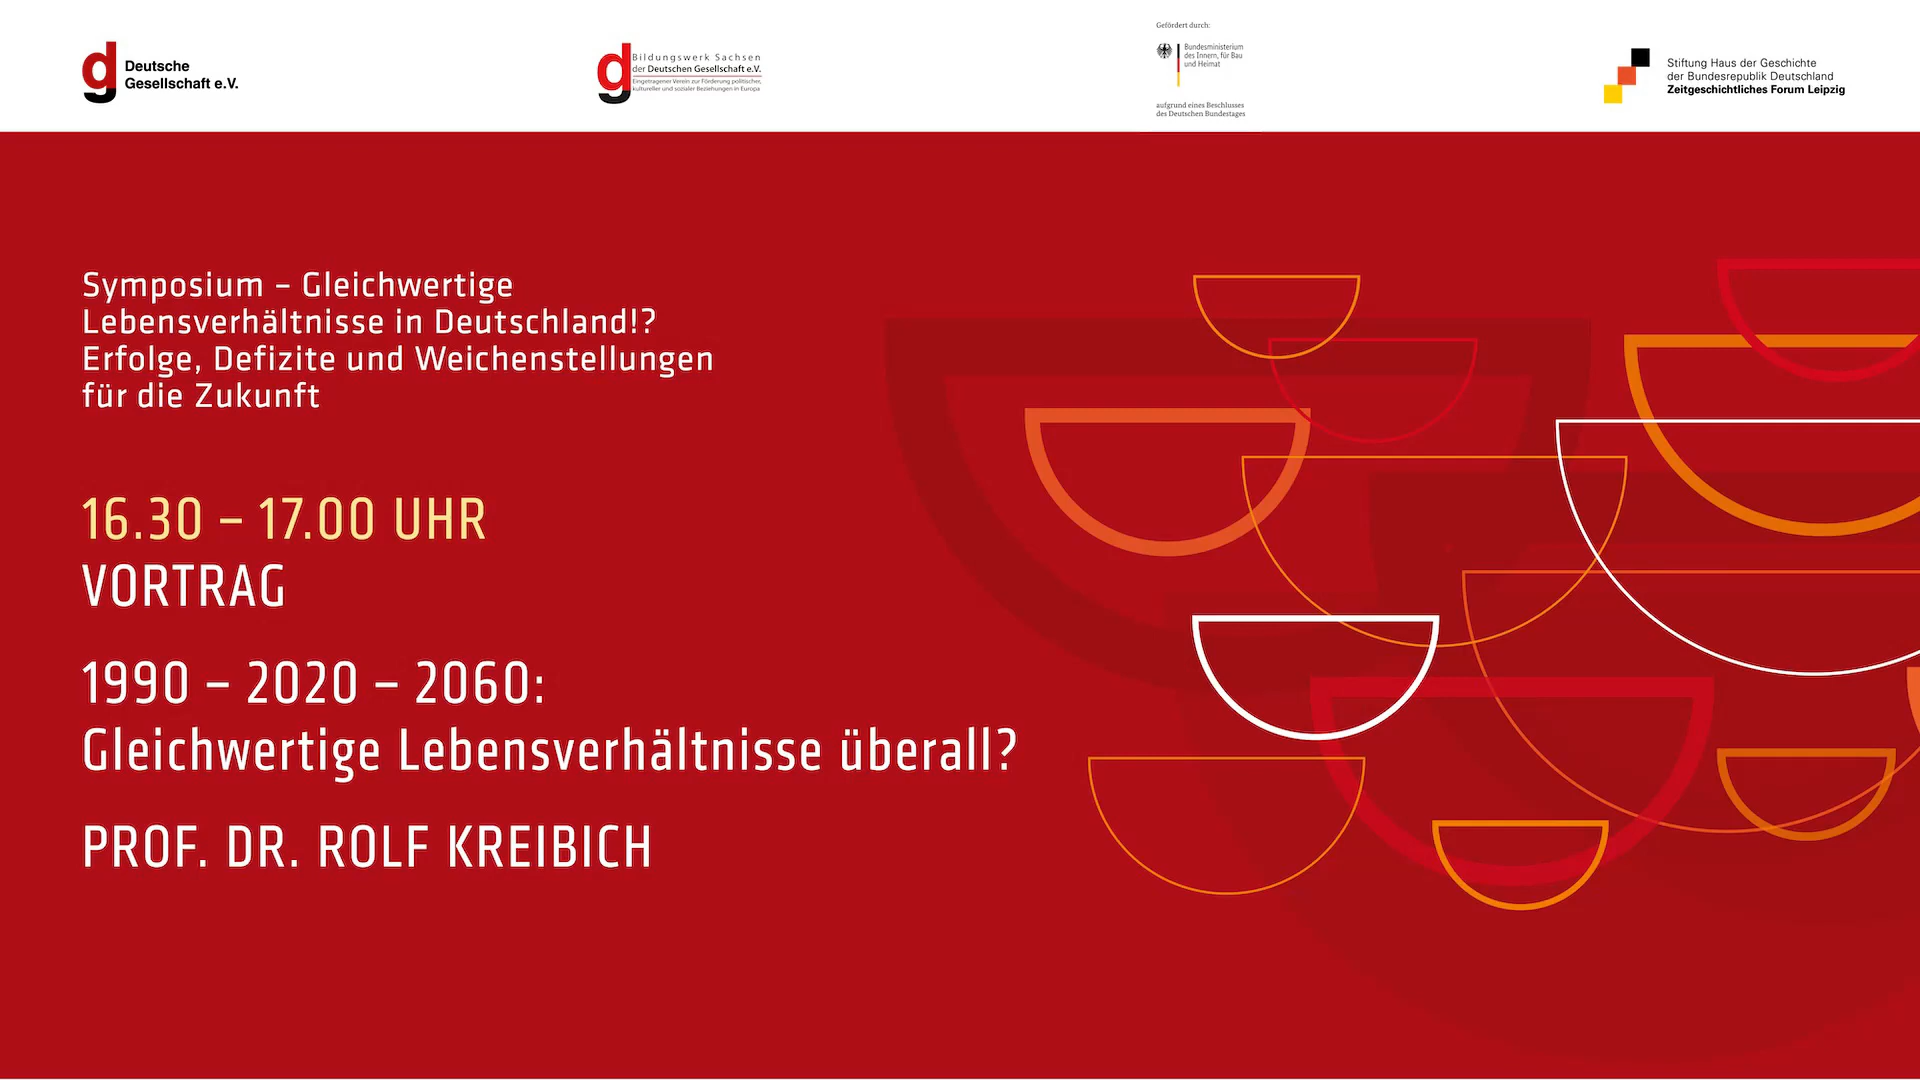 Deutsche
Gesellschaft e.V.
Bildungswerk Sachsen
der Deutschen Gesellschaft e.V.
Eingetragener Verein zur Förderung politischer,
kultureller und sozialer Beziehungen in Europa
Gefördert durch:
Bundesministerium
des Innern, für Bau
und Heimat
aufgrund eines Beschlusses
des Deutschen Bundestages
Stiftung Haus der Geschichte
der Bundesrepublik Deutschland
Zeitgeschichtliches Forum Leipzig
Symposium – Gleichwertige
Lebensverhältnisse in Deutschland!?
Erfolge, Defizite und Weichenstellungen
für die Zukunft
16.30 – 17.00 UHR
VORTRAG
1990 – 2020 – 2060:
Gleichwertige Lebensverhältnisse überall?
PROF. DR. ROLF KREIBICH